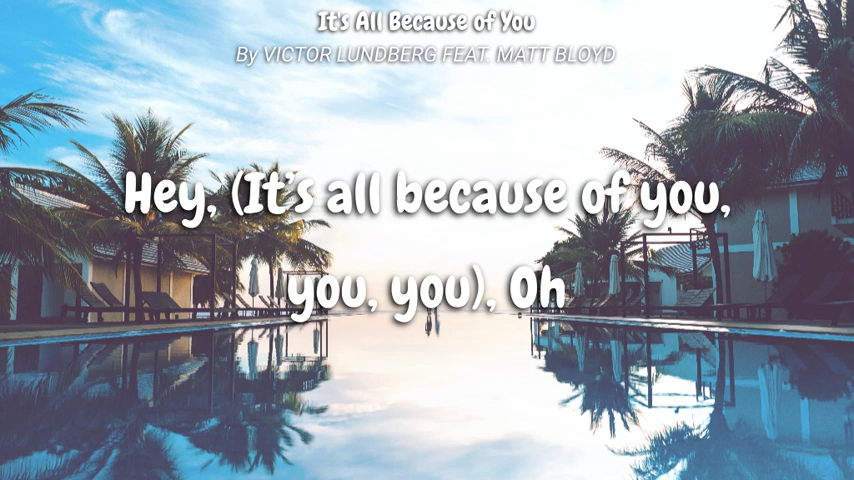 It's All Because of You
By VICTOR LUNDBERG FEAT. MATT BLOYD
Hey, (It's all because of you,
you, you), Oh